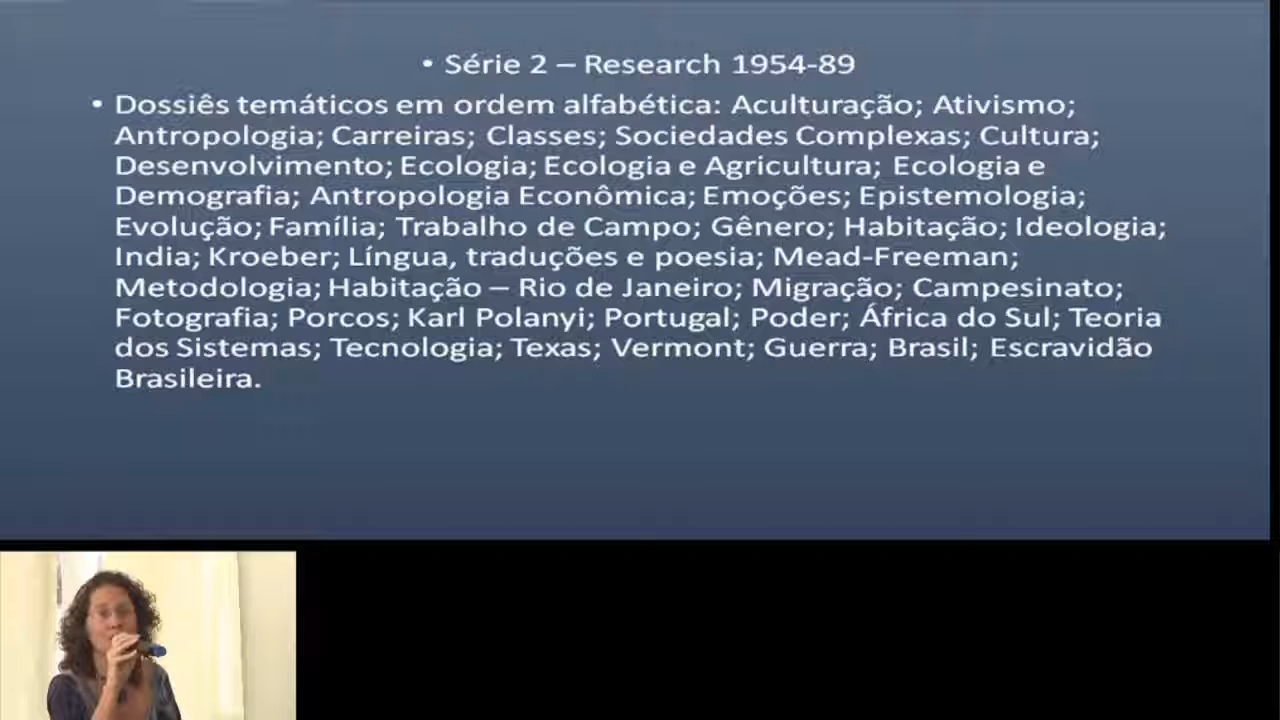 • Série 2 – Research 1954-89
• Dossiês temáticos em ordem alfabética: Aculturação; Ativismo;
Antropologia; Carreiras; Classes; Sociedades Complexas; Cultura;
Desenvolvimento; Ecologia; Ecologia e Agricultura; Ecologia e
Demografia; Antropologia Econômica; Emoções; Epistemologia;
Evolução; Família; Trabalho de Campo; Gênero; Habitação; Ideologia;
India; Kroeber; Língua, traduções e poesia; Mead-Freeman;
Metodologia; Habitação – Rio de Janeiro; Migração; Campesinato;
Fotografia; Porcos; Karl Polanyi; Portugal; Poder; África do Sul; Teoria
dos Sistemas; Tecnologia; Texas; Vermont; Guerra; Brasil; Escravidão
Brasileira.